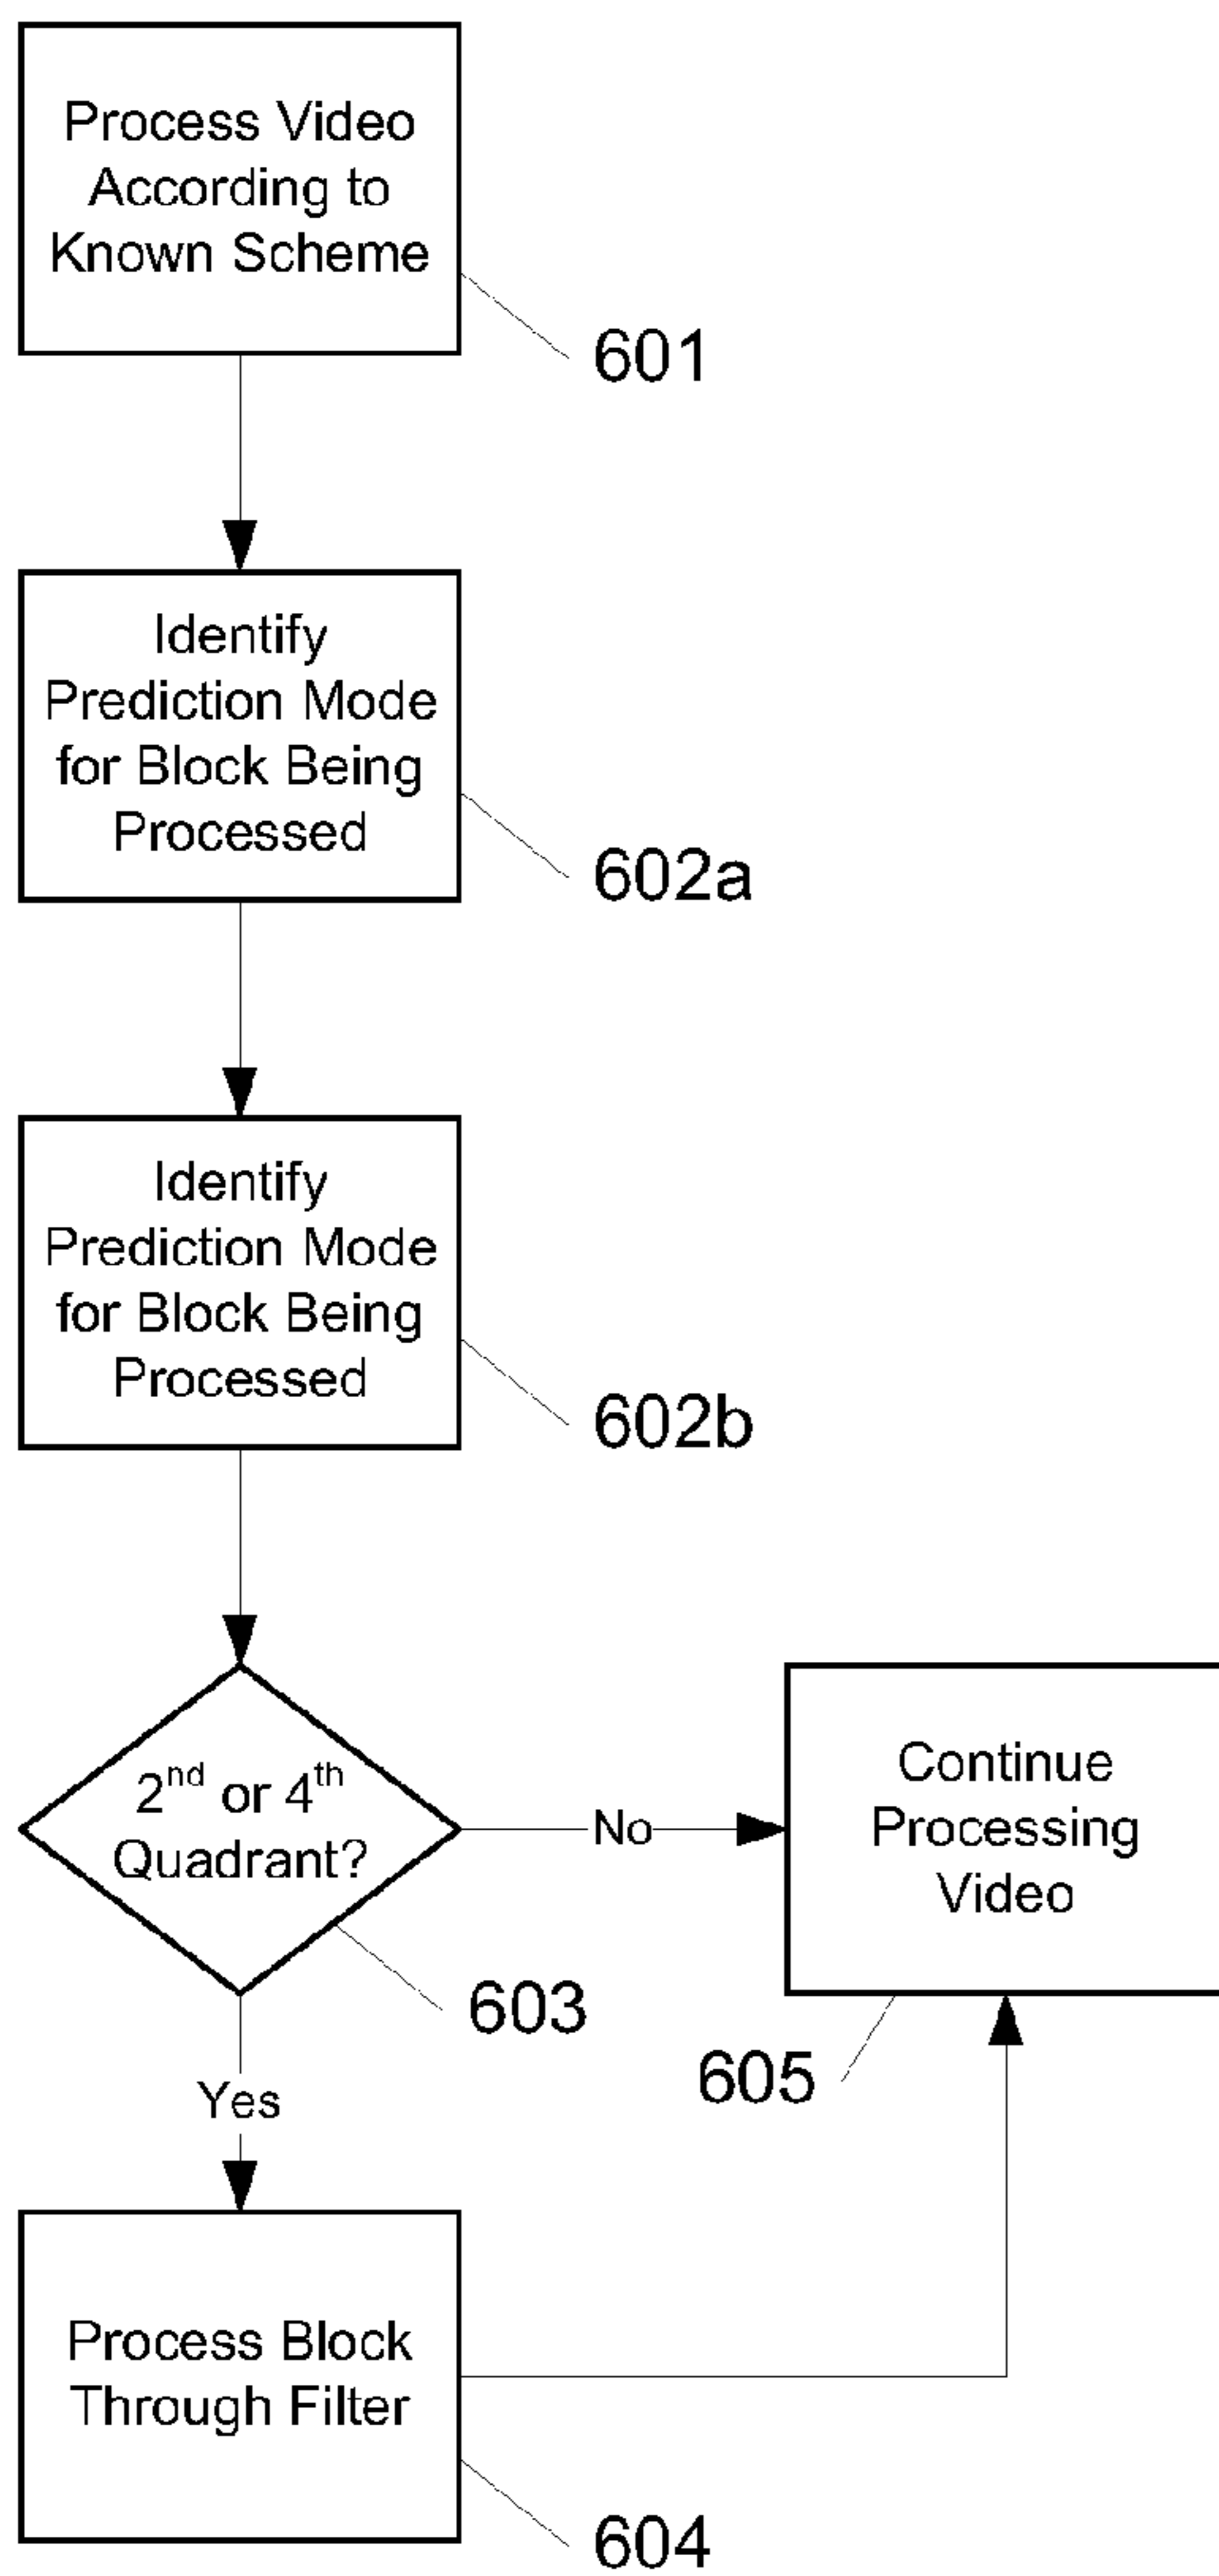 Process Video
According to
Known Scheme
601
Identify
Prediction Mode
for Block Being
Processed
602a
Identify
Prediction Mode
for Block Being
Processed
602b
2nd or 4th
Quadrant?
603
No
Continue
Processing
Video
605
Yes
Process Block
Through Filter
604